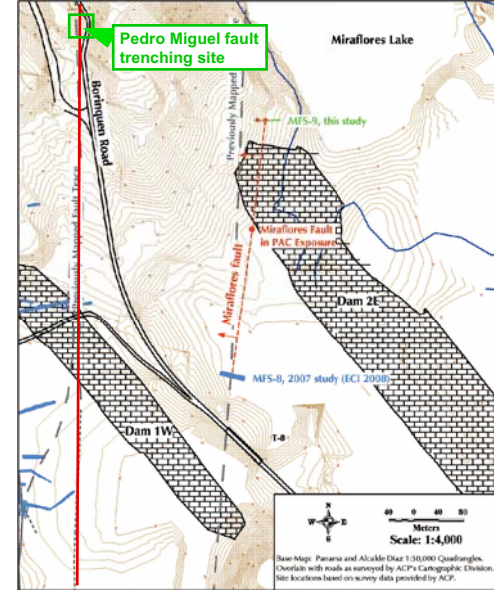 Pedro Miguel fault
trenching site
Miraflores Lake
Borinquen Road
Previously Mapped
MFS-9, this study
Previously Mapped Fault Trace
Miraflores Fault
in PAC Exposure
Miraflores fault
Dam 2E
MFS-8, 2007 study (ECI 2008)
Dam 1W
T-8
N
W E
S
40 0 40 80
Meters
Scale: 1:4,000
Base Map: Panama and Alcalde Diaz 1:50,000 Quadrangles.
Overlain with roads as surveyed by ACP's Cartographic Division.
Site locations based on survey data provided by ACP.